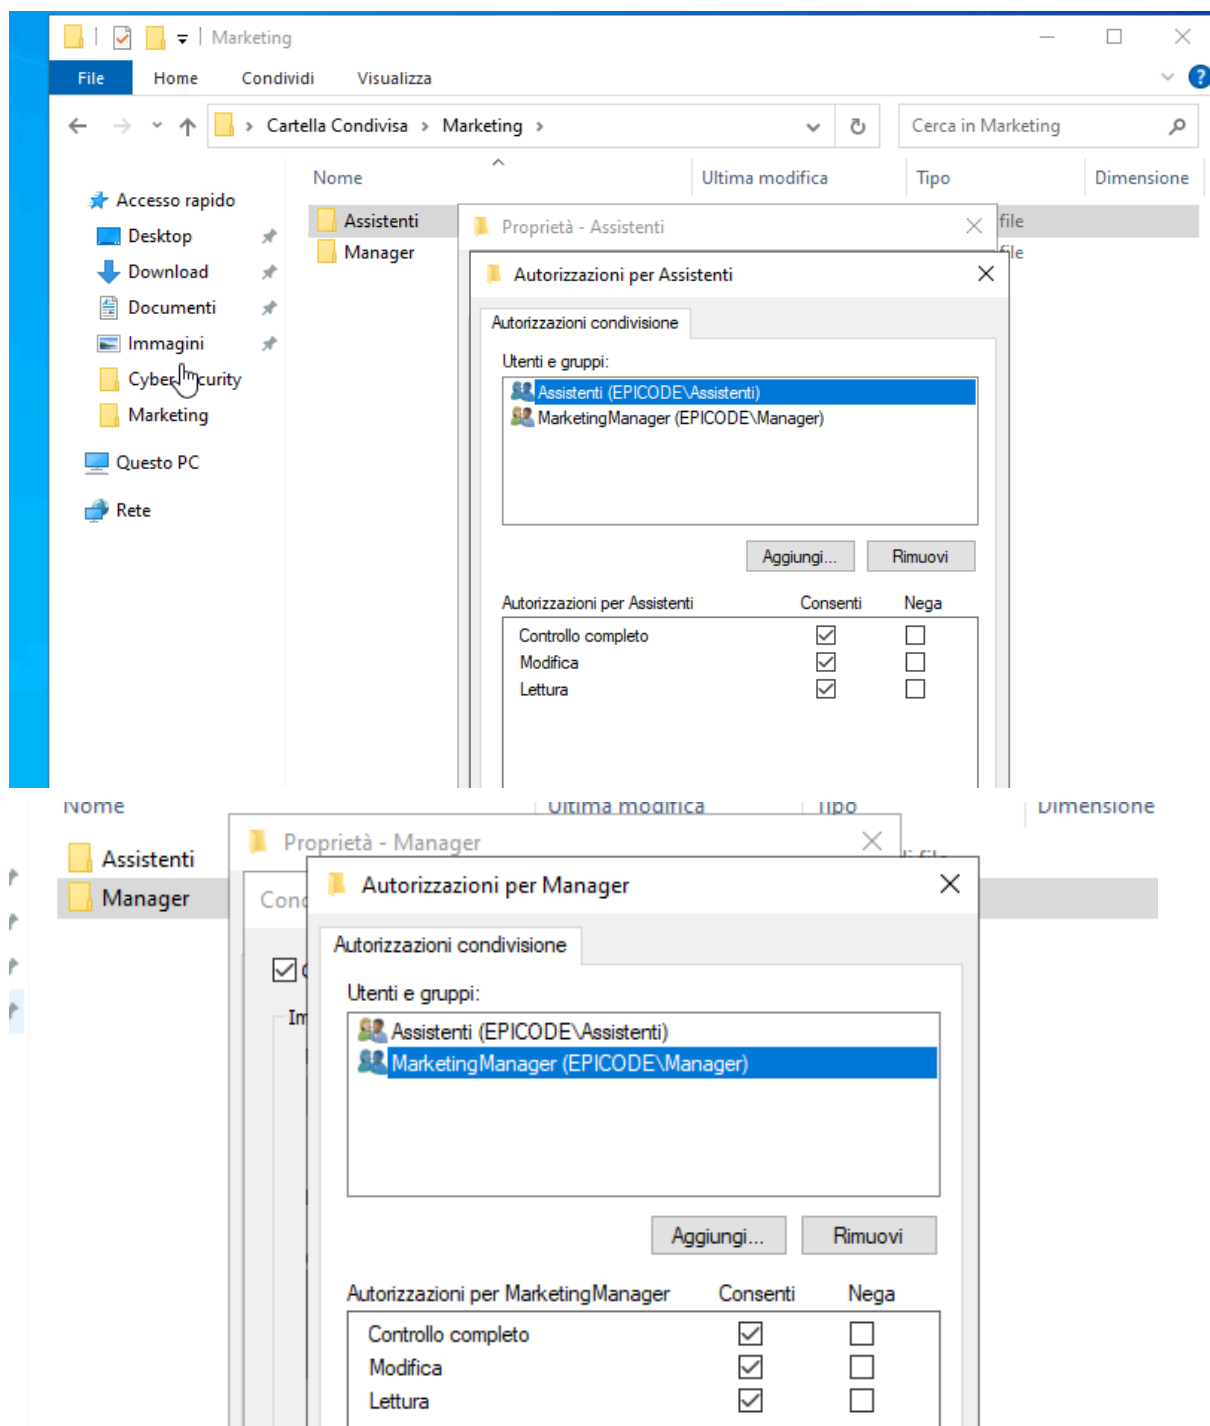 Marketing
File Home Condividi Visualizza
Cartella Condivisa Marketing
Cerca in Marketing
Nome Ultima modifica Tipo Dimensione
Accesso rapido
Desktop
Download
Documenti
Immagini
CyberSecurity
Marketing
Questo PC
Rete
Assistenti file
Manager file
Proprietà - Assistenti
Autorizzazioni per Assistenti
Autorizzazioni condivisione
Utenti e gruppi:
Assistenti (EPICODE\Assistenti)
MarketingManager (EPICODE\Manager)
Aggiungi... Rimuovi
Autorizzazioni per Assistenti Consenti Nega
Controllo completo
Modifica
Lettura
Nome Ultima modifica Tipo Dimensione
Assistenti
Manager
Proprietà - Manager
Cond
Autorizzazioni per Manager
Autorizzazioni condivisione
Utenti e gruppi:
Assistenti (EPICODE\Assistenti)
MarketingManager (EPICODE\Manager)
Aggiungi... Rimuovi
Autorizzazioni per MarketingManager Consenti Nega
Controllo completo
Modifica
Lettura